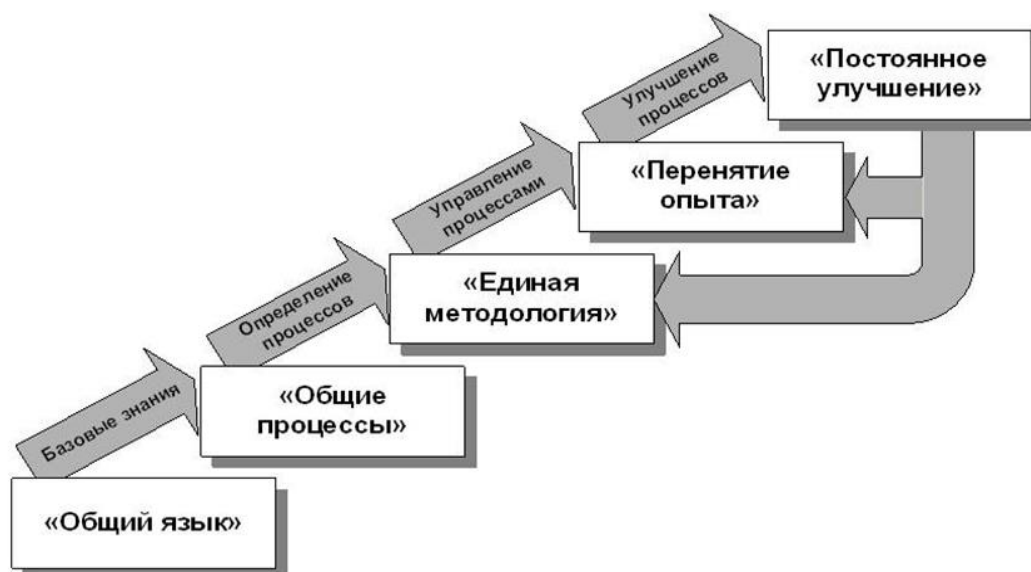 «Постоянное
улучшение»
Улучшение
процессов
«Перенятие
опыта»
Управление
процессами
«Единая
методология»
Определение
процессов
«Общие
процессы»
Базовые знания
«Общий язык»